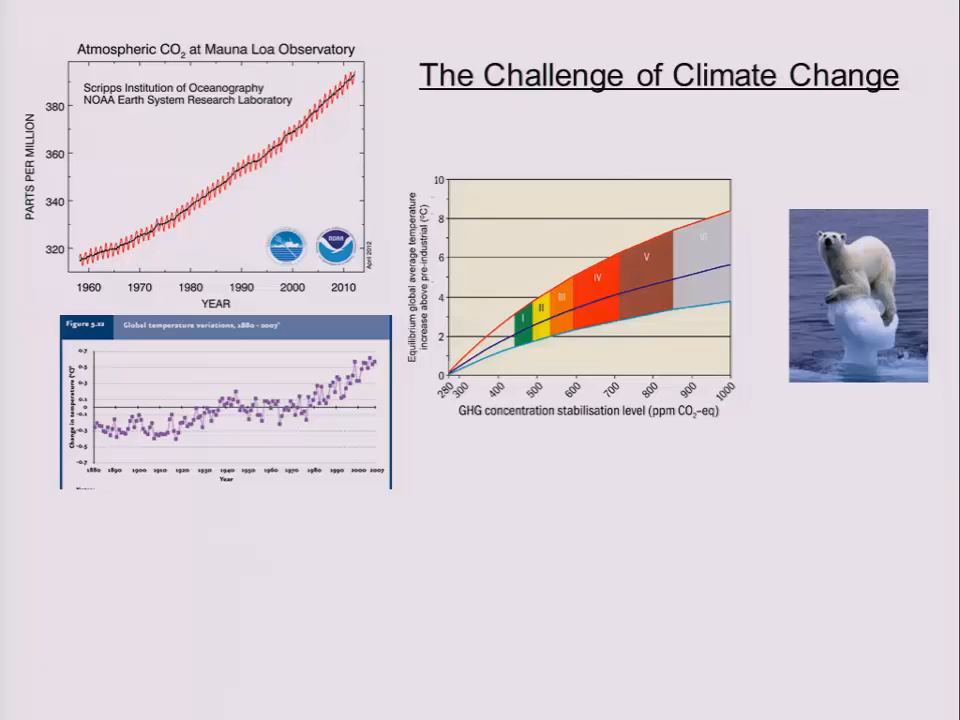 Atmospheric CO2 at Mauna Loa Observatory
The Challenge of Climate Change
Scripps Institution of Oceanography
NOAA Earth System Research Laboratory
PARTS PER MILLION
380
360
340
320
1960 1970 1980 1990 2000 2010
YEAR
April 2012
NOAA
Equilibrium global average temperature
increase above pre-industrial (°C)
10
8
6
4
2
0
I II III IV V VI
280 300 400 500 600 700 800 900 1000
GHG concentration stabilisation level (ppm CO2–eq)
Figure 5.22 Global temperature variations, 1880 - 2007
Change in temperature (°C)
0.7
0.5
0.3
0.1
0
-0.1
-0.3
-0.5
-0.7
1880 1890 1900 1910 1920 1930 1940 1950 1960 1970 1980 1990 2000 2007
Year